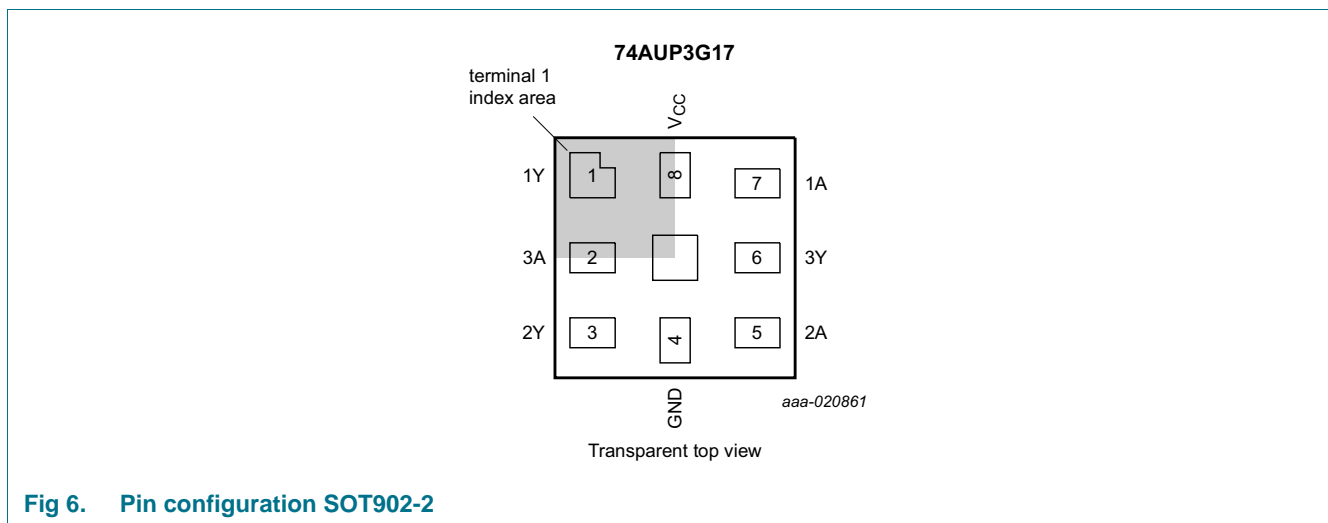 74AUP3G17
terminal 1
index area
VCC
1Y 1 8 7 1A
3A 2 6 3Y
2Y 3 4 5 2A
GND
aaa-020861
Transparent top view
Fig 6. Pin configuration SOT902-2